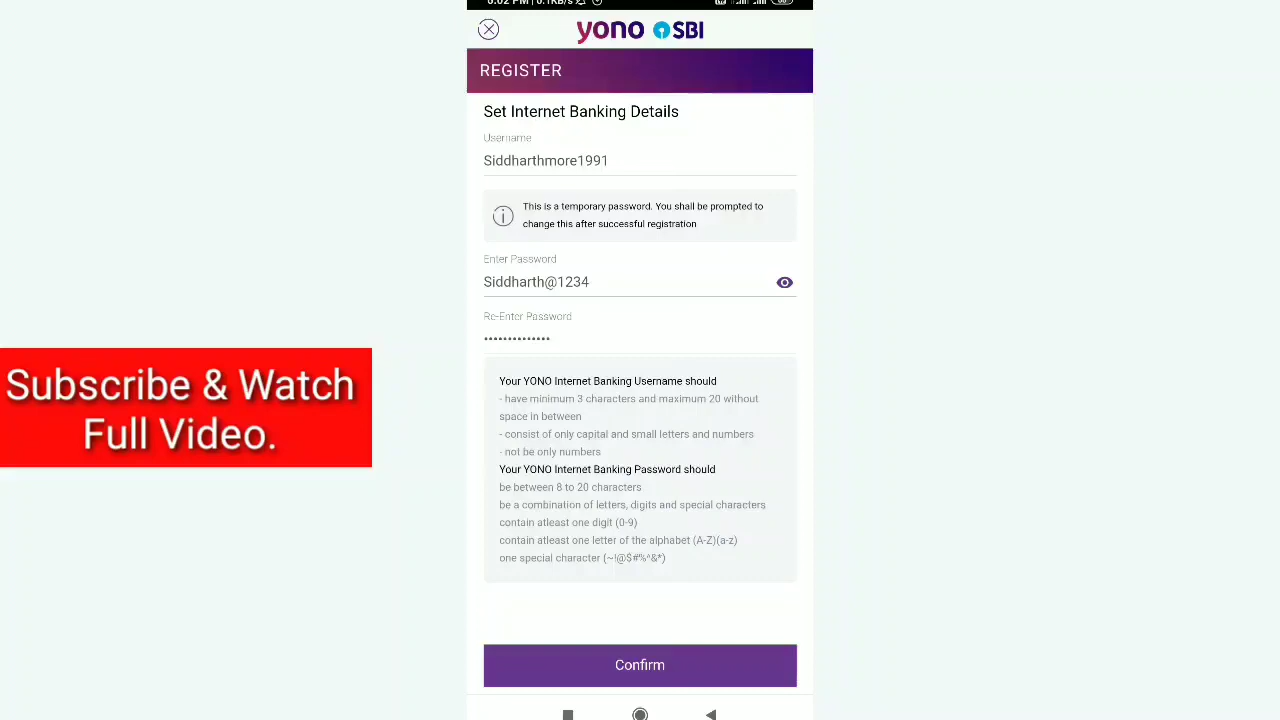 6:02 PM | 0.1KB/s
yono SBI
REGISTER
Set Internet Banking Details
Username
Siddharthmore1991
This is a temporary password. You shall be prompted to
change this after successful registration
Enter Password
Siddharth@1234
Re-Enter Password
••••••••••••••
Subscribe & Watch
Full Video.
Your YONO Internet Banking Username should
- have minimum 3 characters and maximum 20 without
space in between
- consist of only capital and small letters and numbers
- not be only numbers
Your YONO Internet Banking Password should
be between 8 to 20 characters
be a combination of letters, digits and special characters
contain atleast one digit (0-9)
contain atleast one letter of the alphabet (A-Z)(a-z)
one special character (~!@$#%^&*)
Confirm